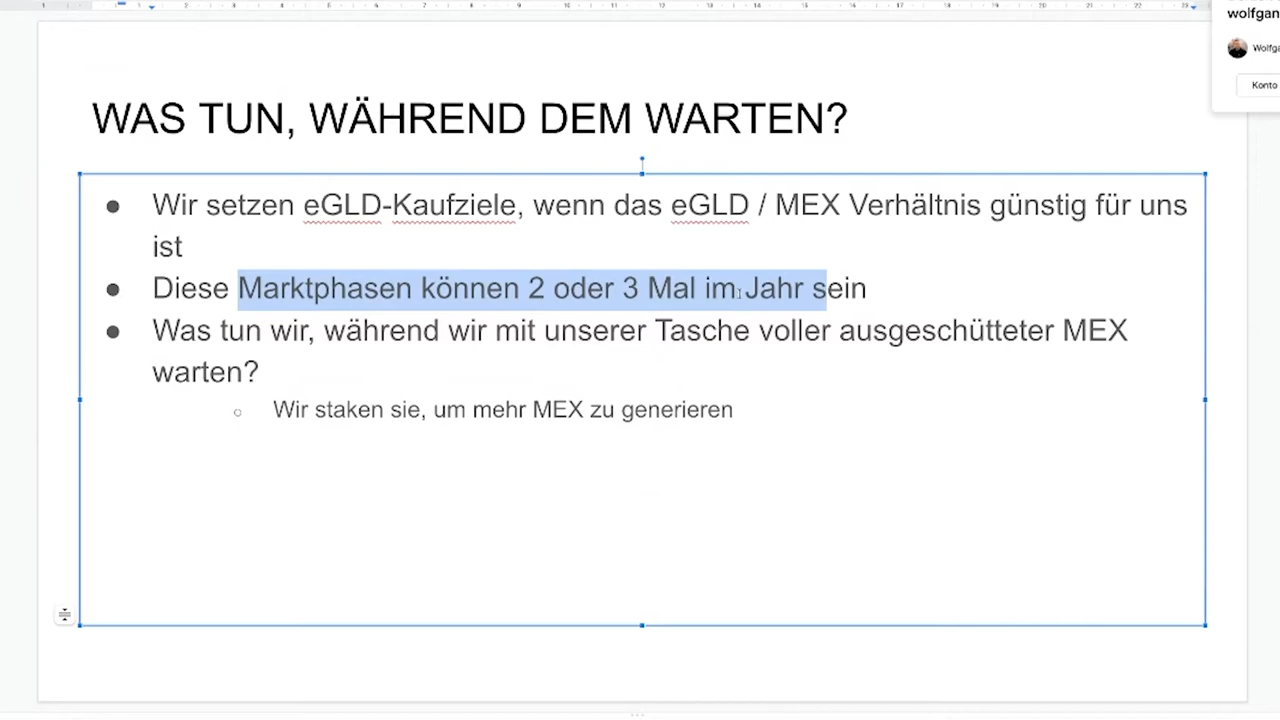 wolfgan
Wolfga
Konto
WAS TUN, WÄHREND DEM WARTEN?
● Wir setzen eGLD-Kaufziele, wenn das eGLD / MEX Verhältnis günstig für uns
ist
● Diese Marktphasen können 2 oder 3 Mal im Jahr sein
● Was tun wir, während wir mit unserer Tasche voller ausgeschütteter MEX
warten?
○ Wir staken sie, um mehr MEX zu generieren